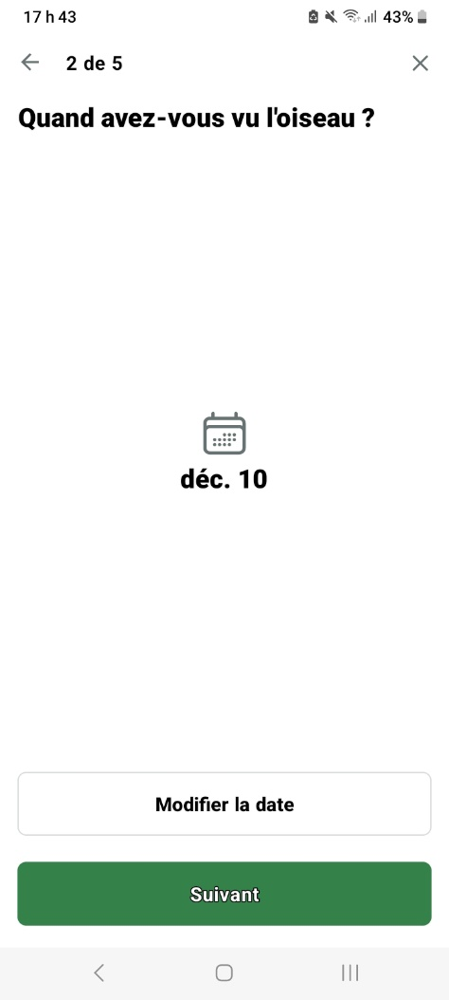 17 h 43 43%
2 de 5
Quand avez-vous vu l'oiseau ?
déc. 10
Modifier la date
Suivant